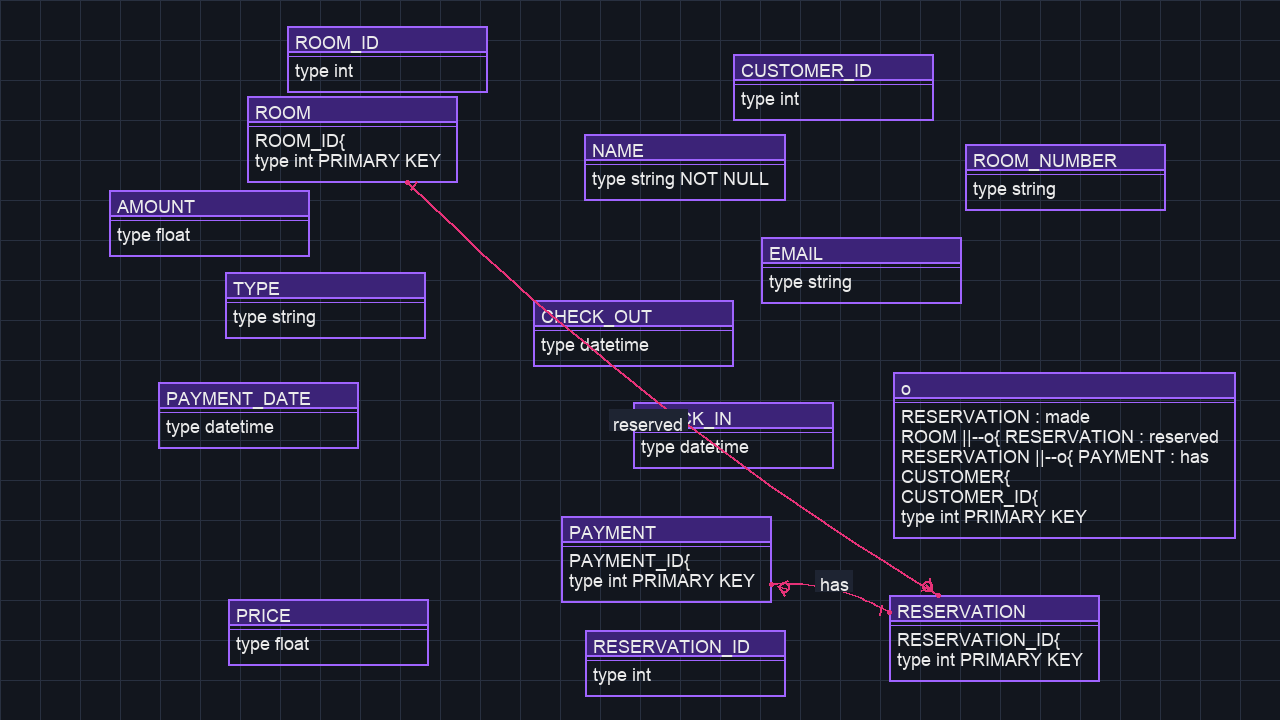 ROOM_ID
type int
CUSTOMER_ID
type int
ROOM
ROOM_ID{
type int PRIMARY KEY
NAME
type string NOT NULL
ROOM_NUMBER
type string
AMOUNT
type float
EMAIL
type string
TYPE
type string
CHECK_OUT
type datetime
PAYMENT_DATE
type datetime
reserved
CK_IN
type datetime
o
RESERVATION : made
ROOM ||--o{ RESERVATION : reserved
RESERVATION ||--o{ PAYMENT : has
CUSTOMER{
CUSTOMER_ID{
type int PRIMARY KEY
PAYMENT
PAYMENT_ID{
type int PRIMARY KEY
has
RESERVATION
RESERVATION_ID{
type int PRIMARY KEY
PRICE
type float
RESERVATION_ID
type int